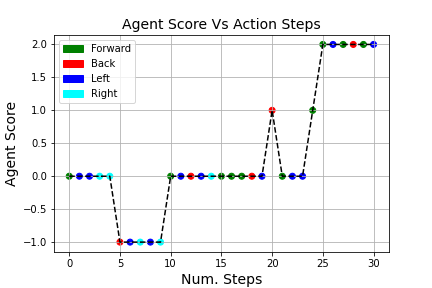 Agent Score Vs Action Steps
Forward
Back
Left
Right
2.0
1.5
1.0
0.5
0.0
−0.5
−1.0
Agent Score
0 5 10 15 20 25 30
Num. Steps